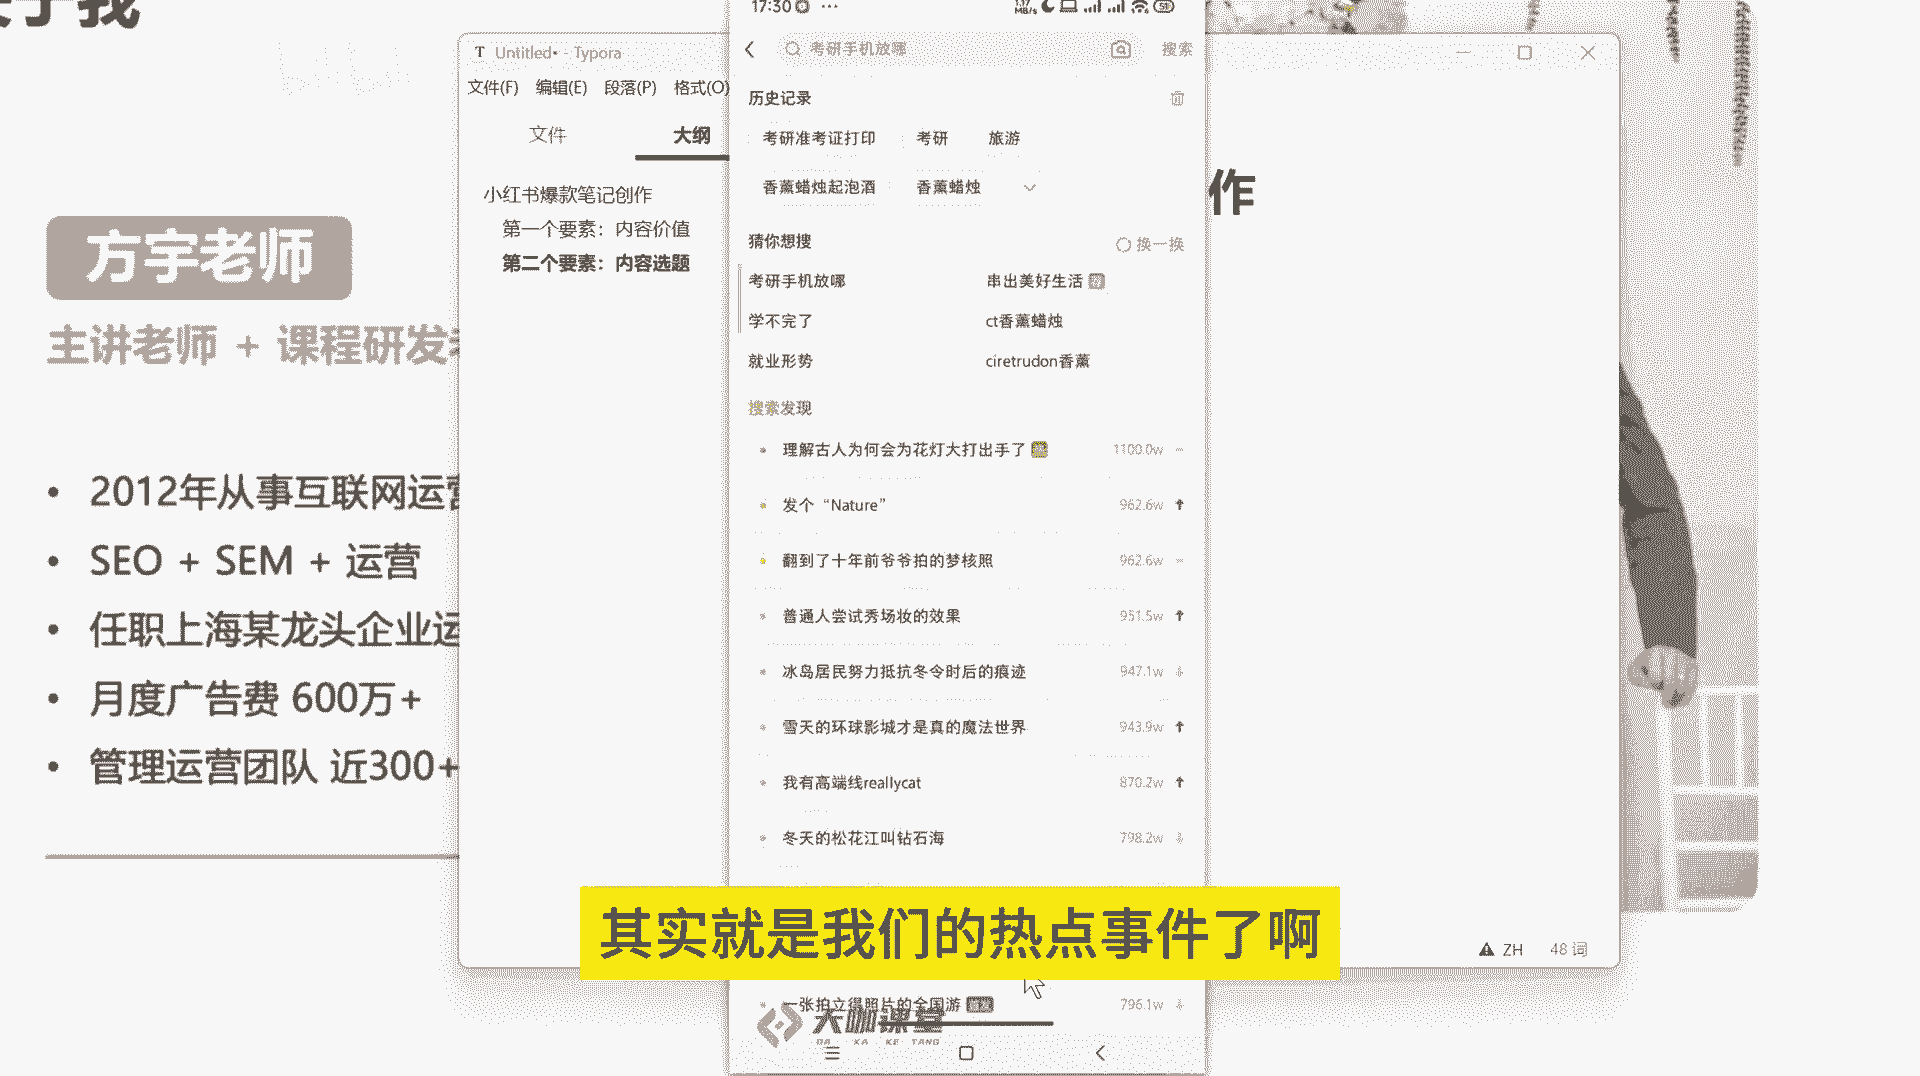 于我
方宇老师
主讲老师 + 课程研发
2012年从事互联网运营
SEO + SEM + 运营
任职上海某龙头企业运
月度广告费 600万+
管理运营团队 近300+
T Untitled• - Typora
文件(F) 编辑(E) 段落(P) 格式(O)
文件 大纲
小红书爆款笔记创作
第一个要素：内容价值
第二个要素：内容选题
作
ZH 48 词
17:30
考研手机放哪 搜索
历史记录
考研准考证打印 考研 旅游
香薰蜡烛起泡酒 香薰蜡烛
猜你想搜 换一换
考研手机放哪 串出美好生活
学不完了 ct香薰蜡烛
就业形势 ciretrudon香薰
搜索发现
理解古人为何会为花灯大打出手了 1100.0w
发个“Nature” 962.6w
翻到了十年前爷爷拍的梦核照 962.6w
普通人尝试秀场妆的效果 951.5w
冰岛居民努力抵抗冬令时后的痕迹 947.1w
雪天的环球影城才是真的魔法世界 943.9w
我有高端线reallycat 870.2w
冬天的松花江叫钻石海 798.2w
其实就是我们的热点事件了啊
一张拍立得照片的全国游 796.1w
大咖课堂
DA KA KE TANG